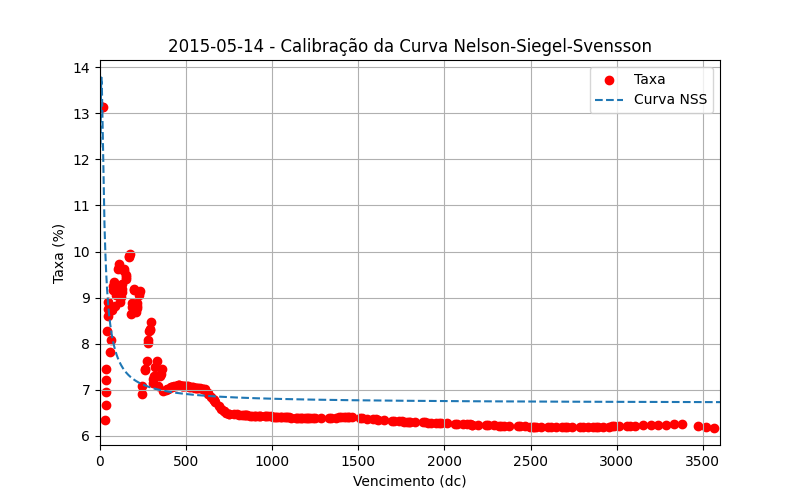 2015-05-14 - Calibração da Curva Nelson-Siegel-Svensson
Taxa
Curva NSS
Taxa (%)
14
13
12
11
10
9
8
7
6
0 500 1000 1500 2000 2500 3000 3500
Vencimento (dc)